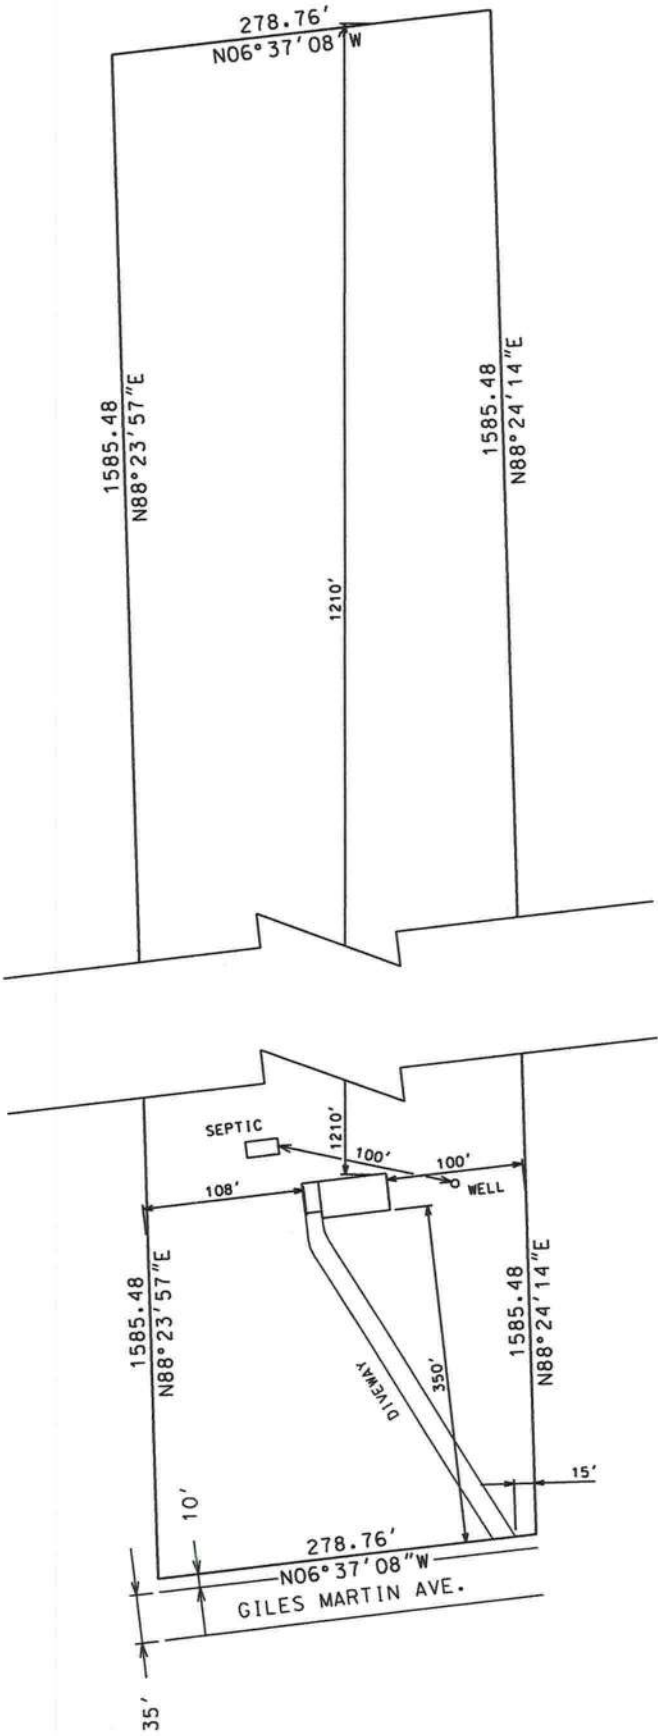 278.76'
N06°37'08"W
1585.48
N88°23'57"E
1585.48
N88°24'14"E
1210'
SEPTIC
1210'
100'
100'
WELL
108'
1585.48
N88°23'57"E
1585.48
N88°24'14"E
DIVEWAY
350'
15'
10'
278.76'
N06°37'08"W
GILES MARTIN AVE.
35'